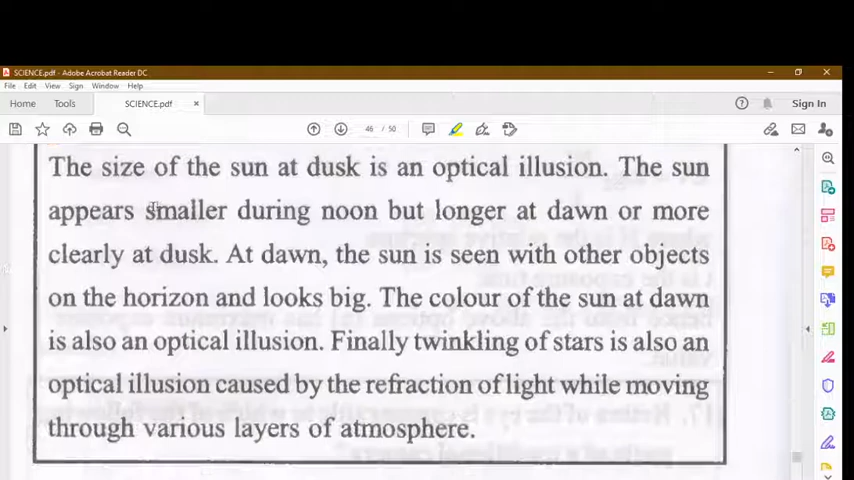 SCIENCE.pdf - Adobe Acrobat Reader DC
File Edit View Sign Window Help
Home Tools SCIENCE.pdf × Sign In
46 / 50
The size of the sun at dusk is an optical illusion. The sun
appears smaller during noon but longer at dawn or more
clearly at dusk. At dawn, the sun is seen with other objects
on the horizon and looks big. The colour of the sun at dawn
is also an optical illusion. Finally twinkling of stars is also an
optical illusion caused by the refraction of light while moving
through various layers of atmosphere.